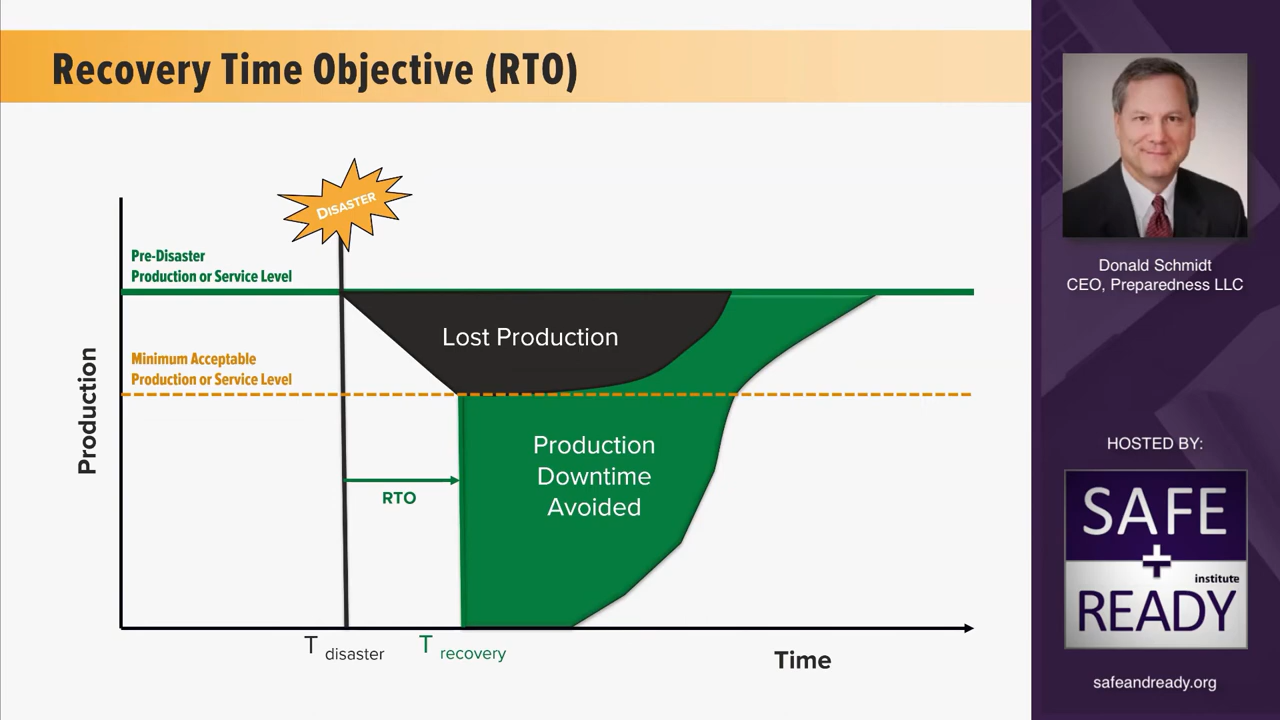 Recovery Time Objective (RTO)
DISASTER
Pre-Disaster
Production or Service Level
Lost Production
Minimum Acceptable
Production or Service Level
Production
Production
Downtime
Avoided
RTO
T disaster
T recovery
Time
Donald Schmidt
CEO, Preparedness LLC
HOSTED BY:
SAFE
+
institute
READY
safeandready.org